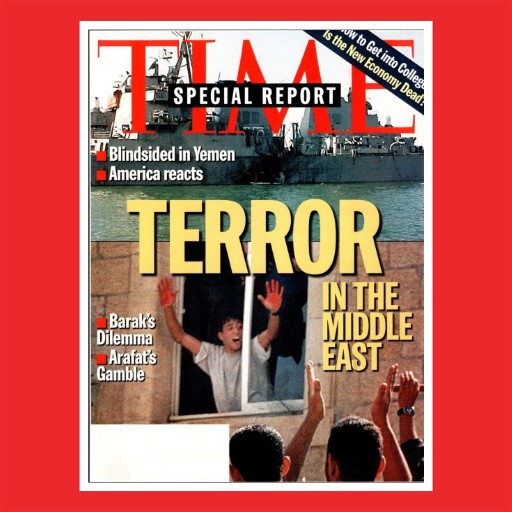 How to Get into College
Is the New Economy Dead?
TIME
SPECIAL REPORT
Blindsided in Yemen
America reacts
TERROR
IN THE
MIDDLE
EAST
Barak's
Dilemma
Arafat's
Gamble